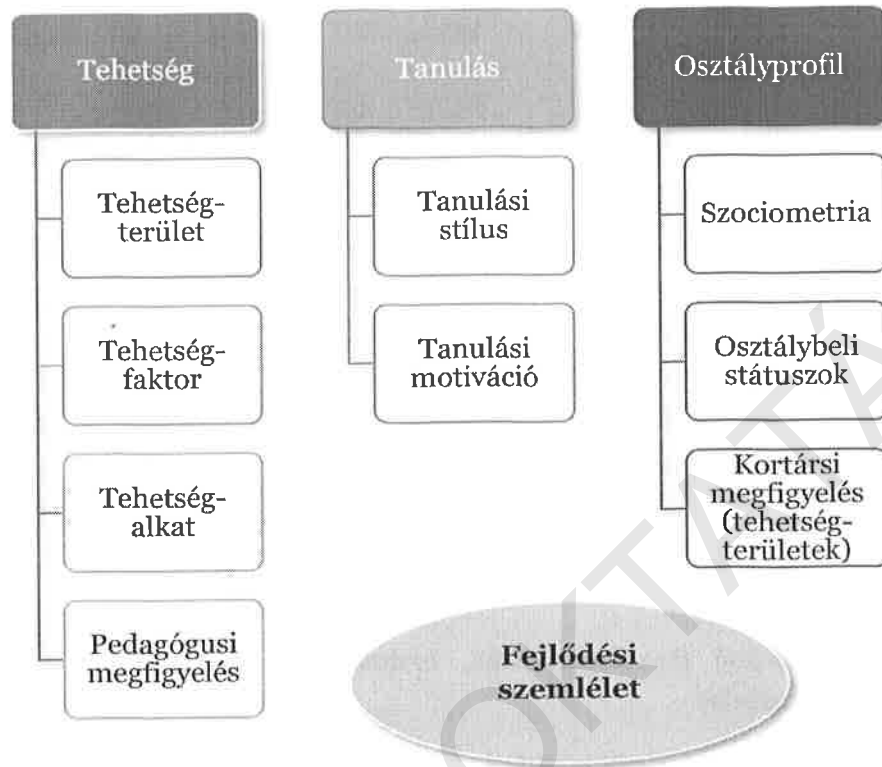 Tehetség
Tehetség-
terület
Tehetség-
faktor
Tehetség-
alkat
Pedagógusi
megfigyelés
Tanulás
Tanulási
stílus
Tanulási
motiváció
Osztályprofil
Szociometria
Osztálybeli
státuszok
Kortársi
megfigyelés
(tehetség-
területek)
Fejlődési
szemlélet
OKTATÁ